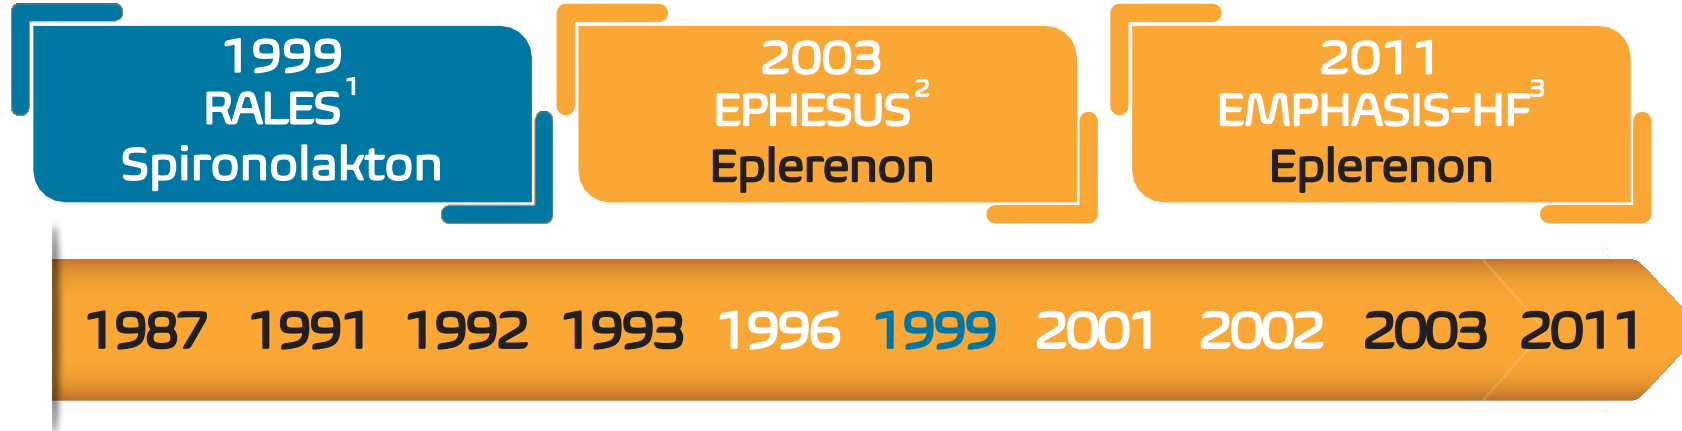 1999
RALES¹
Spironolakton
2003
EPHESUS²
Eplerenon
2011
EMPHASIS-HF³
Eplerenon
1987 1991 1992 1993 1996 1999 2001 2002 2003 2011